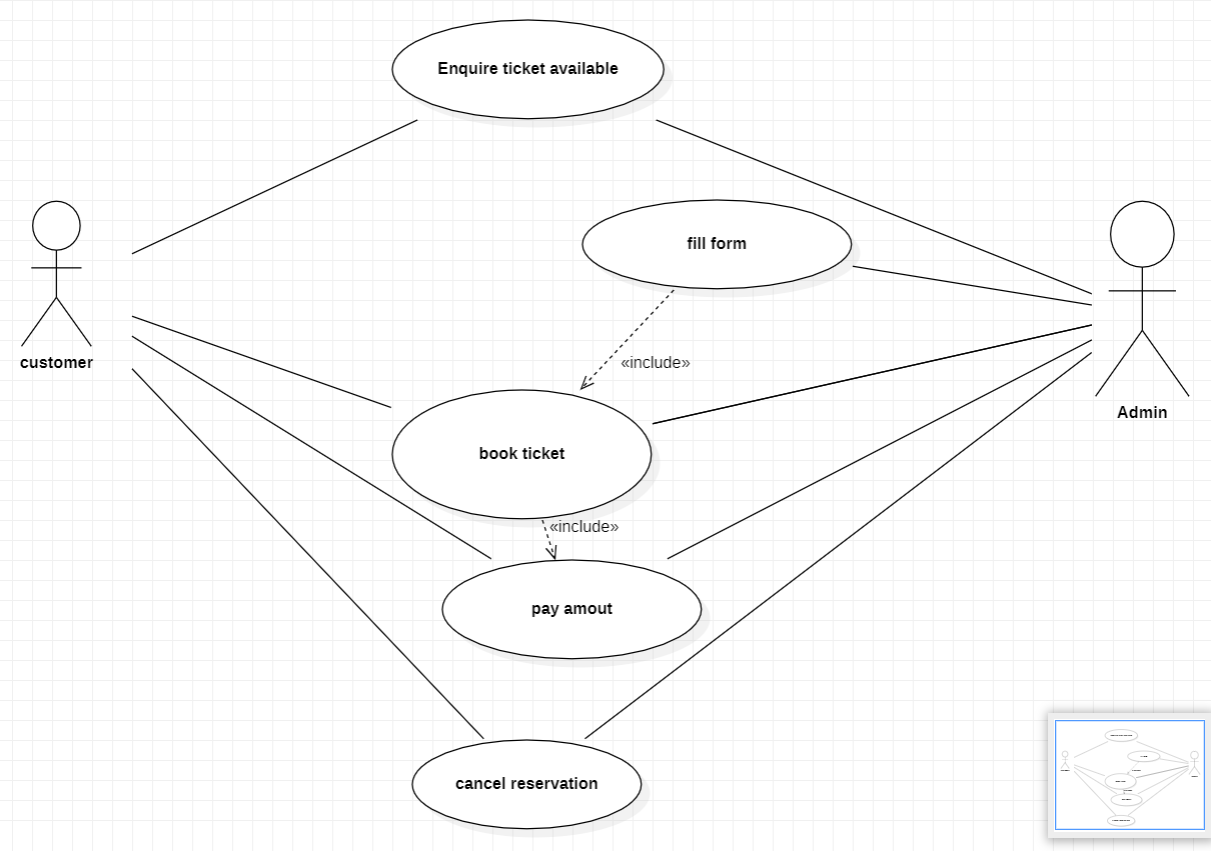 Enquire ticket available
fill form
customer
«include»
Admin
book ticket
«include»
pay amout
cancel reservation